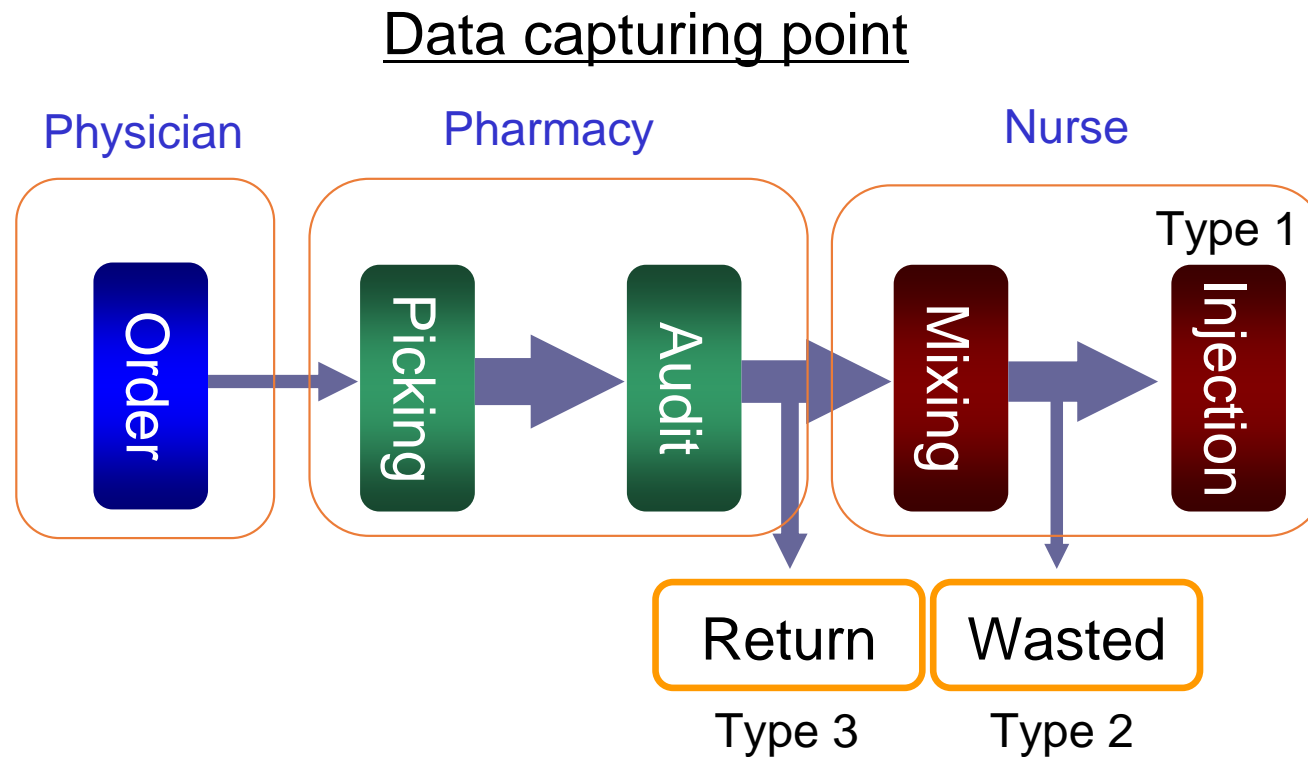 Data capturing point
Physician
Pharmacy
Nurse
Type 1
Order
Picking
Audit
Mixing
Injection
Return
Wasted
Type 3
Type 2